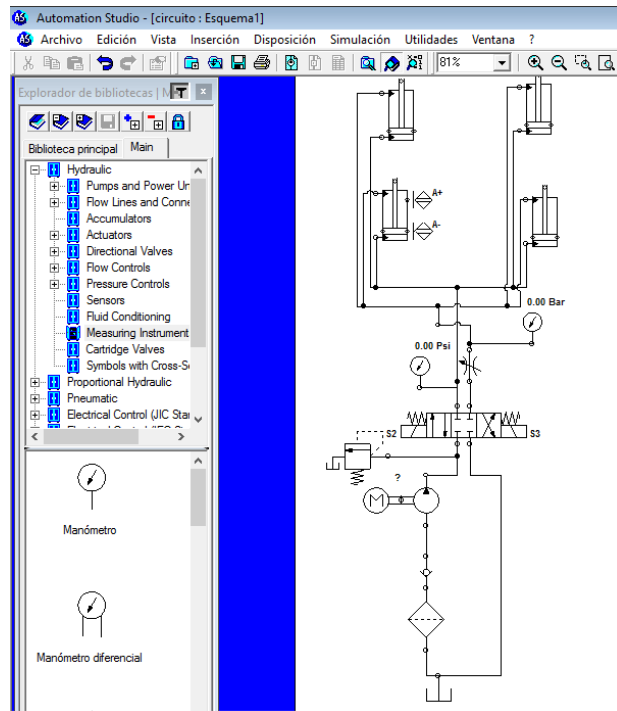 Automation Studio - [circuito : Esquema1]
Archivo Edición Vista Inserción Disposición Simulación Utilidades Ventana ?
81%
Explorador de bibliotecas | M
Biblioteca principal Main
Hydraulic
Pumps and Power Un
Flow Lines and Conne
Accumulators
Actuators
Directional Valves
Flow Controls
Pressure Controls
Sensors
Fluid Conditioning
Measuring Instrument
Cartridge Valves
Symbols with Cross-S
Proportional Hydraulic
Pneumatic
Electrical Control (JIC Star
Manómetro
Manómetro diferencial
A+
A-
0.00 Bar
0.00 Psi
S2
S3
?
M